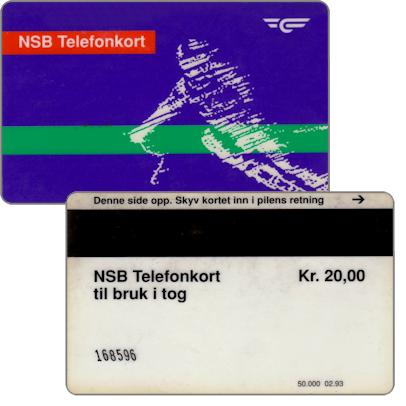 NSB Telefonkort
Denne side opp. Skyv kortet inn i pilens retning →
NSB Telefonkort
til bruk i tog
Kr. 20,00
168596
50.000 02.93